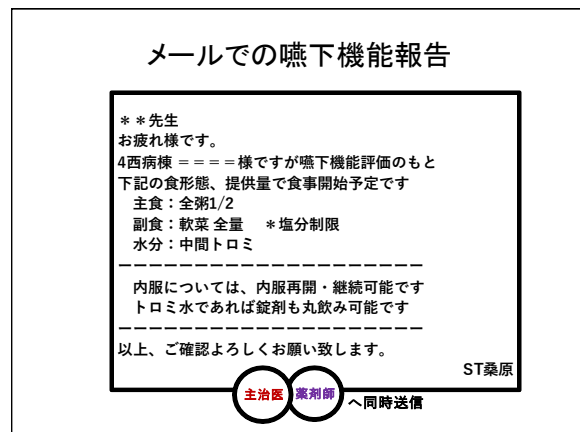 メールでの嚥下機能報告
＊＊先生
お疲れ様です。
4西病棟 ＝＝＝＝様ですが嚥下機能評価のもと
下記の食形態、提供量で食事開始予定です
主食：全粥1/2
副食：軟菜 全量　＊塩分制限
水分：中間トロミ
ーーーーーーーーーーーーーーーーーーーー
内服については、内服再開・継続可能です
トロミ水であれば錠剤も丸飲み可能です
ーーーーーーーーーーーーーーーーーーーー
以上、ご確認よろしくお願い致します。
ST桑原
主治医 薬剤師 へ同時送信